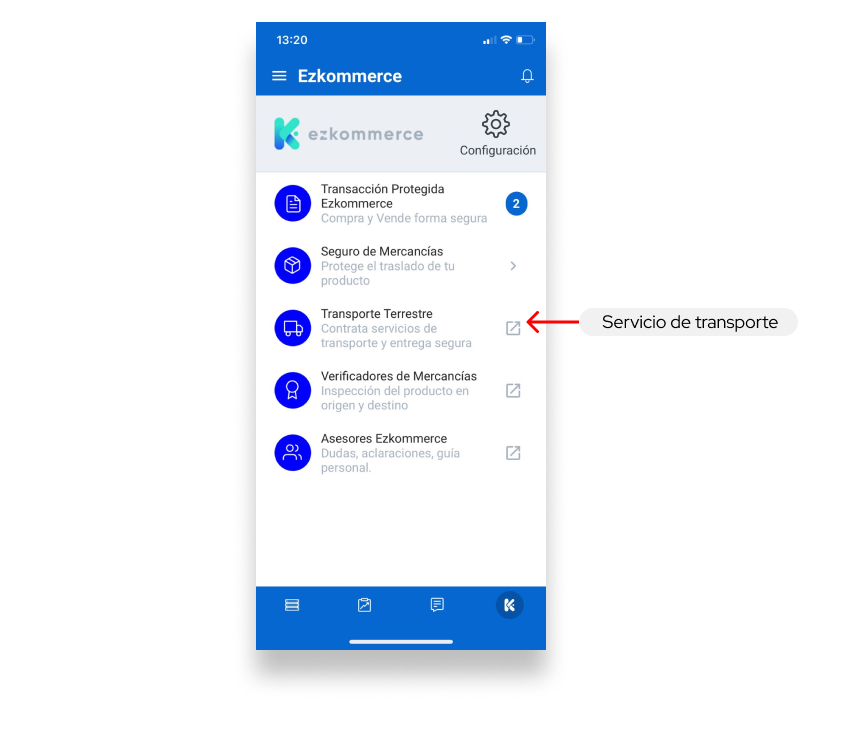 13:20
Ezkommerce
ezkommerce
Configuración
Transacción Protegida
Ezkommerce
Compra y Vende forma segura
2
Seguro de Mercancías
Protege el traslado de tu
producto
Transporte Terrestre
Contrata servicios de
transporte y entrega segura
Servicio de transporte
Verificadores de Mercancías
Inspección del producto en
origen y destino
Asesores Ezkommerce
Dudas, aclaraciones, guía
personal.